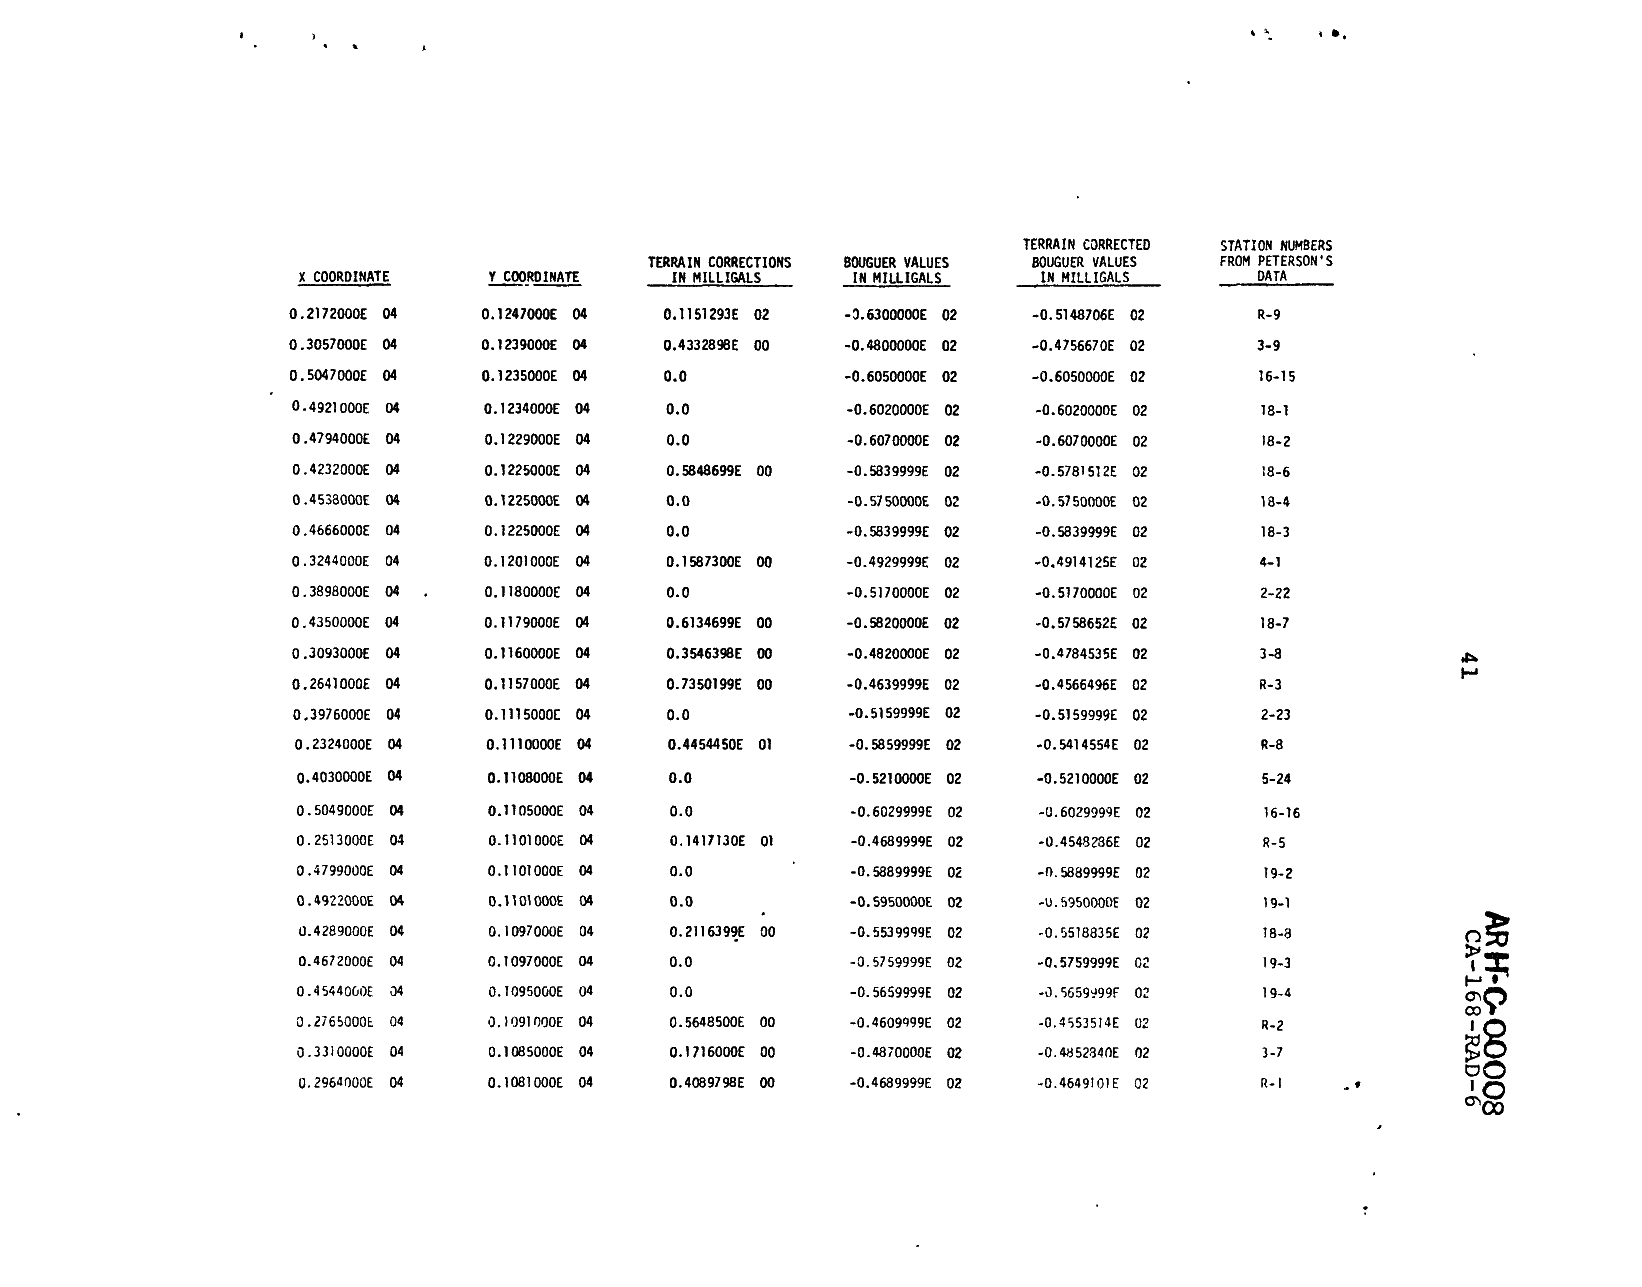 TERRAIN CORRECTED STATION NUMBERS
TERRAIN CORRECTIONS BOUGUER VALUES BOUGUER VALUES FROM PETERSON'S
X COORDINATE Y COORDINATE IN MILLIGALS IN MILLIGALS IN MILLIGALS DATA
0.2172000E 04 0.1247000E 04 0.1151293E 02 -0.6300000E 02 -0.5148706E 02 R-9
0.3057000E 04 0.1239000E 04 0.4332898E 00 -0.4800000E 02 -0.4756670E 02 3-9
0.5047000E 04 0.1235000E 04 0.0 -0.6050000E 02 -0.6050000E 02 16-15
0.4921000E 04 0.1234000E 04 0.0 -0.6020000E 02 -0.6020000E 02 18-1
0.4794000E 04 0.1229000E 04 0.0 -0.6070000E 02 -0.6070000E 02 18-2
0.4232000E 04 0.1225000E 04 0.5848699E 00 -0.5839999E 02 -0.5781512E 02 18-6
0.4538000E 04 0.1225000E 04 0.0 -0.5750000E 02 -0.5750000E 02 18-4
0.4666000E 04 0.1225000E 04 0.0 -0.5839999E 02 -0.5839999E 02 18-3
0.3244000E 04 0.1201000E 04 0.1587300E 00 -0.4929999E 02 -0.4914125E 02 4-1
0.3898000E 04 0.1180000E 04 0.0 -0.5170000E 02 -0.5170000E 02 2-22
0.4350000E 04 0.1179000E 04 0.6134699E 00 -0.5820000E 02 -0.5758652E 02 18-7
0.3093000E 04 0.1160000E 04 0.3546398E 00 -0.4820000E 02 -0.4784535E 02 3-8
0.2641000E 04 0.1157000E 04 0.7350199E 00 -0.4639999E 02 -0.4566496E 02 R-3
0.3976000E 04 0.1115000E 04 0.0 -0.5159999E 02 -0.5159999E 02 2-23
0.2324000E 04 0.1110000E 04 0.4454450E 01 -0.5859999E 02 -0.5414554E 02 R-8
0.4030000E 04 0.1108000E 04 0.0 -0.5210000E 02 -0.5210000E 02 5-24
0.5049000E 04 0.1105000E 04 0.0 -0.6029999E 02 -0.6029999E 02 16-16
0.2513000E 04 0.1101000E 04 0.1417130E 01 -0.4689999E 02 -0.4548286E 02 R-5
0.4799000E 04 0.1101000E 04 0.0 -0.5889999E 02 -0.5889999E 02 19-2
0.4922000E 04 0.1101000E 04 0.0 -0.5950000E 02 -0.5950000E 02 19-1
0.4289000E 04 0.1097000E 04 0.2116399E 00 -0.5539999E 02 -0.5518835E 02 18-8
0.4672000E 04 0.1097000E 04 0.0 -0.5759999E 02 -0.5759999E 02 19-3
0.4544000E 04 0.1095000E 04 0.0 -0.5659999E 02 -0.5659999E 02 19-4
0.2765000E 04 0.1091000E 04 0.5648500E 00 -0.4609999E 02 -0.4553514E 02 R-2
0.3310000E 04 0.1085000E 04 0.1716000E 00 -0.4870000E 02 -0.4852840E 02 3-7
0.2964000E 04 0.1081000E 04 0.4089798E 00 -0.4689999E 02 -0.4649101E 02 R-1
41
ARH-C-00008
CA-168-RAD-6